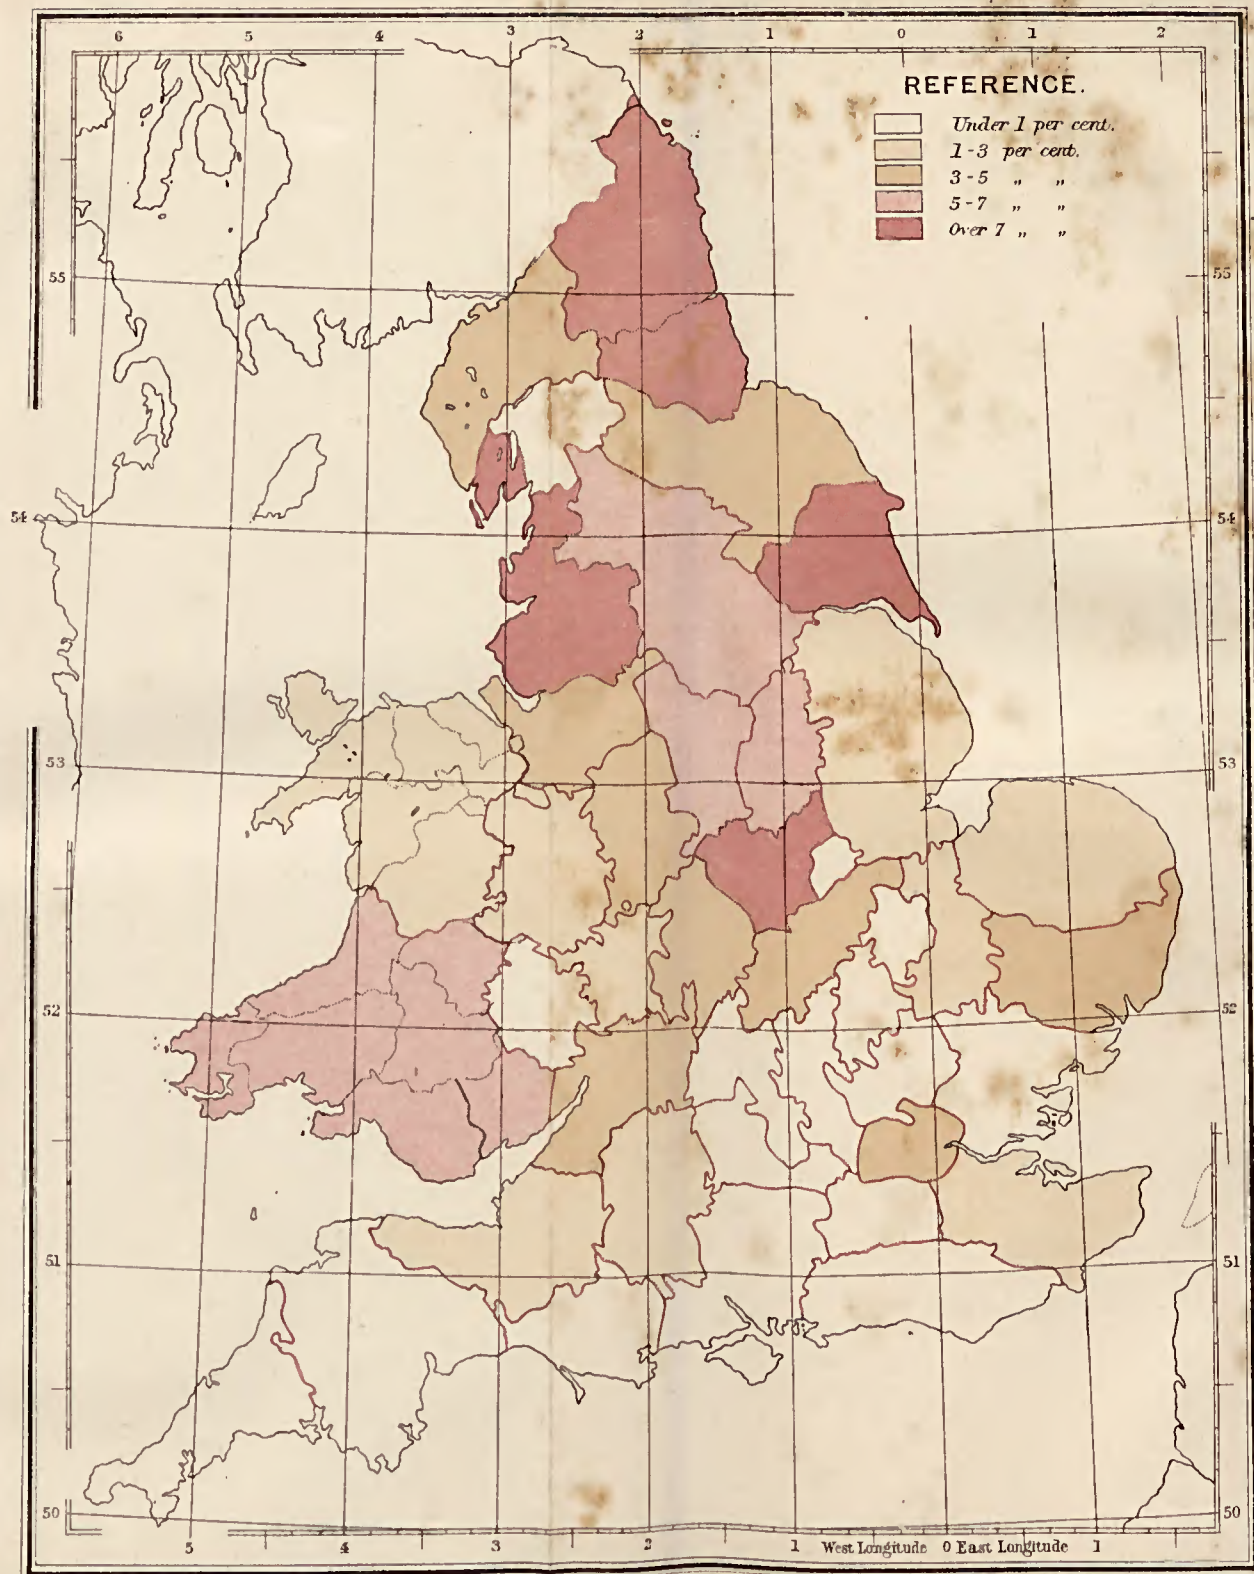 6 5 4 3 2 1 0 1 2
REFERENCE.
Under 1 per cent.
1-3 per cent.
3-5 „ „
5-7 „ „
Over 7 „ „
55 55
54 54
53 53
52 52
51 51
50 50
5 4 3 2 1 West Longitude 0 East Longitude 1